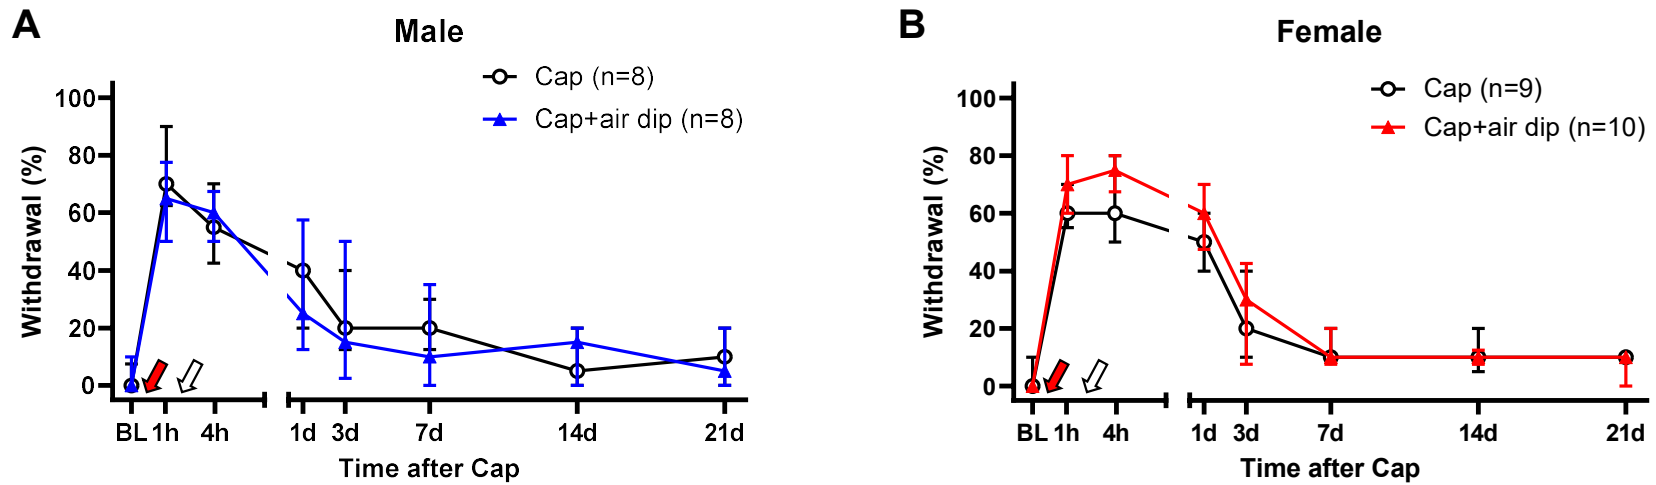 A
Male
Cap (n=8)
Cap+air dip (n=8)
Withdrawal (%)
100
80
60
40
20
0
BL 1h 4h 1d 3d 7d 14d 21d
Time after Cap
B
Female
Cap (n=9)
Cap+air dip (n=10)
Withdrawal (%)
100
80
60
40
20
0
BL 1h 4h 1d 3d 7d 14d 21d
Time after Cap